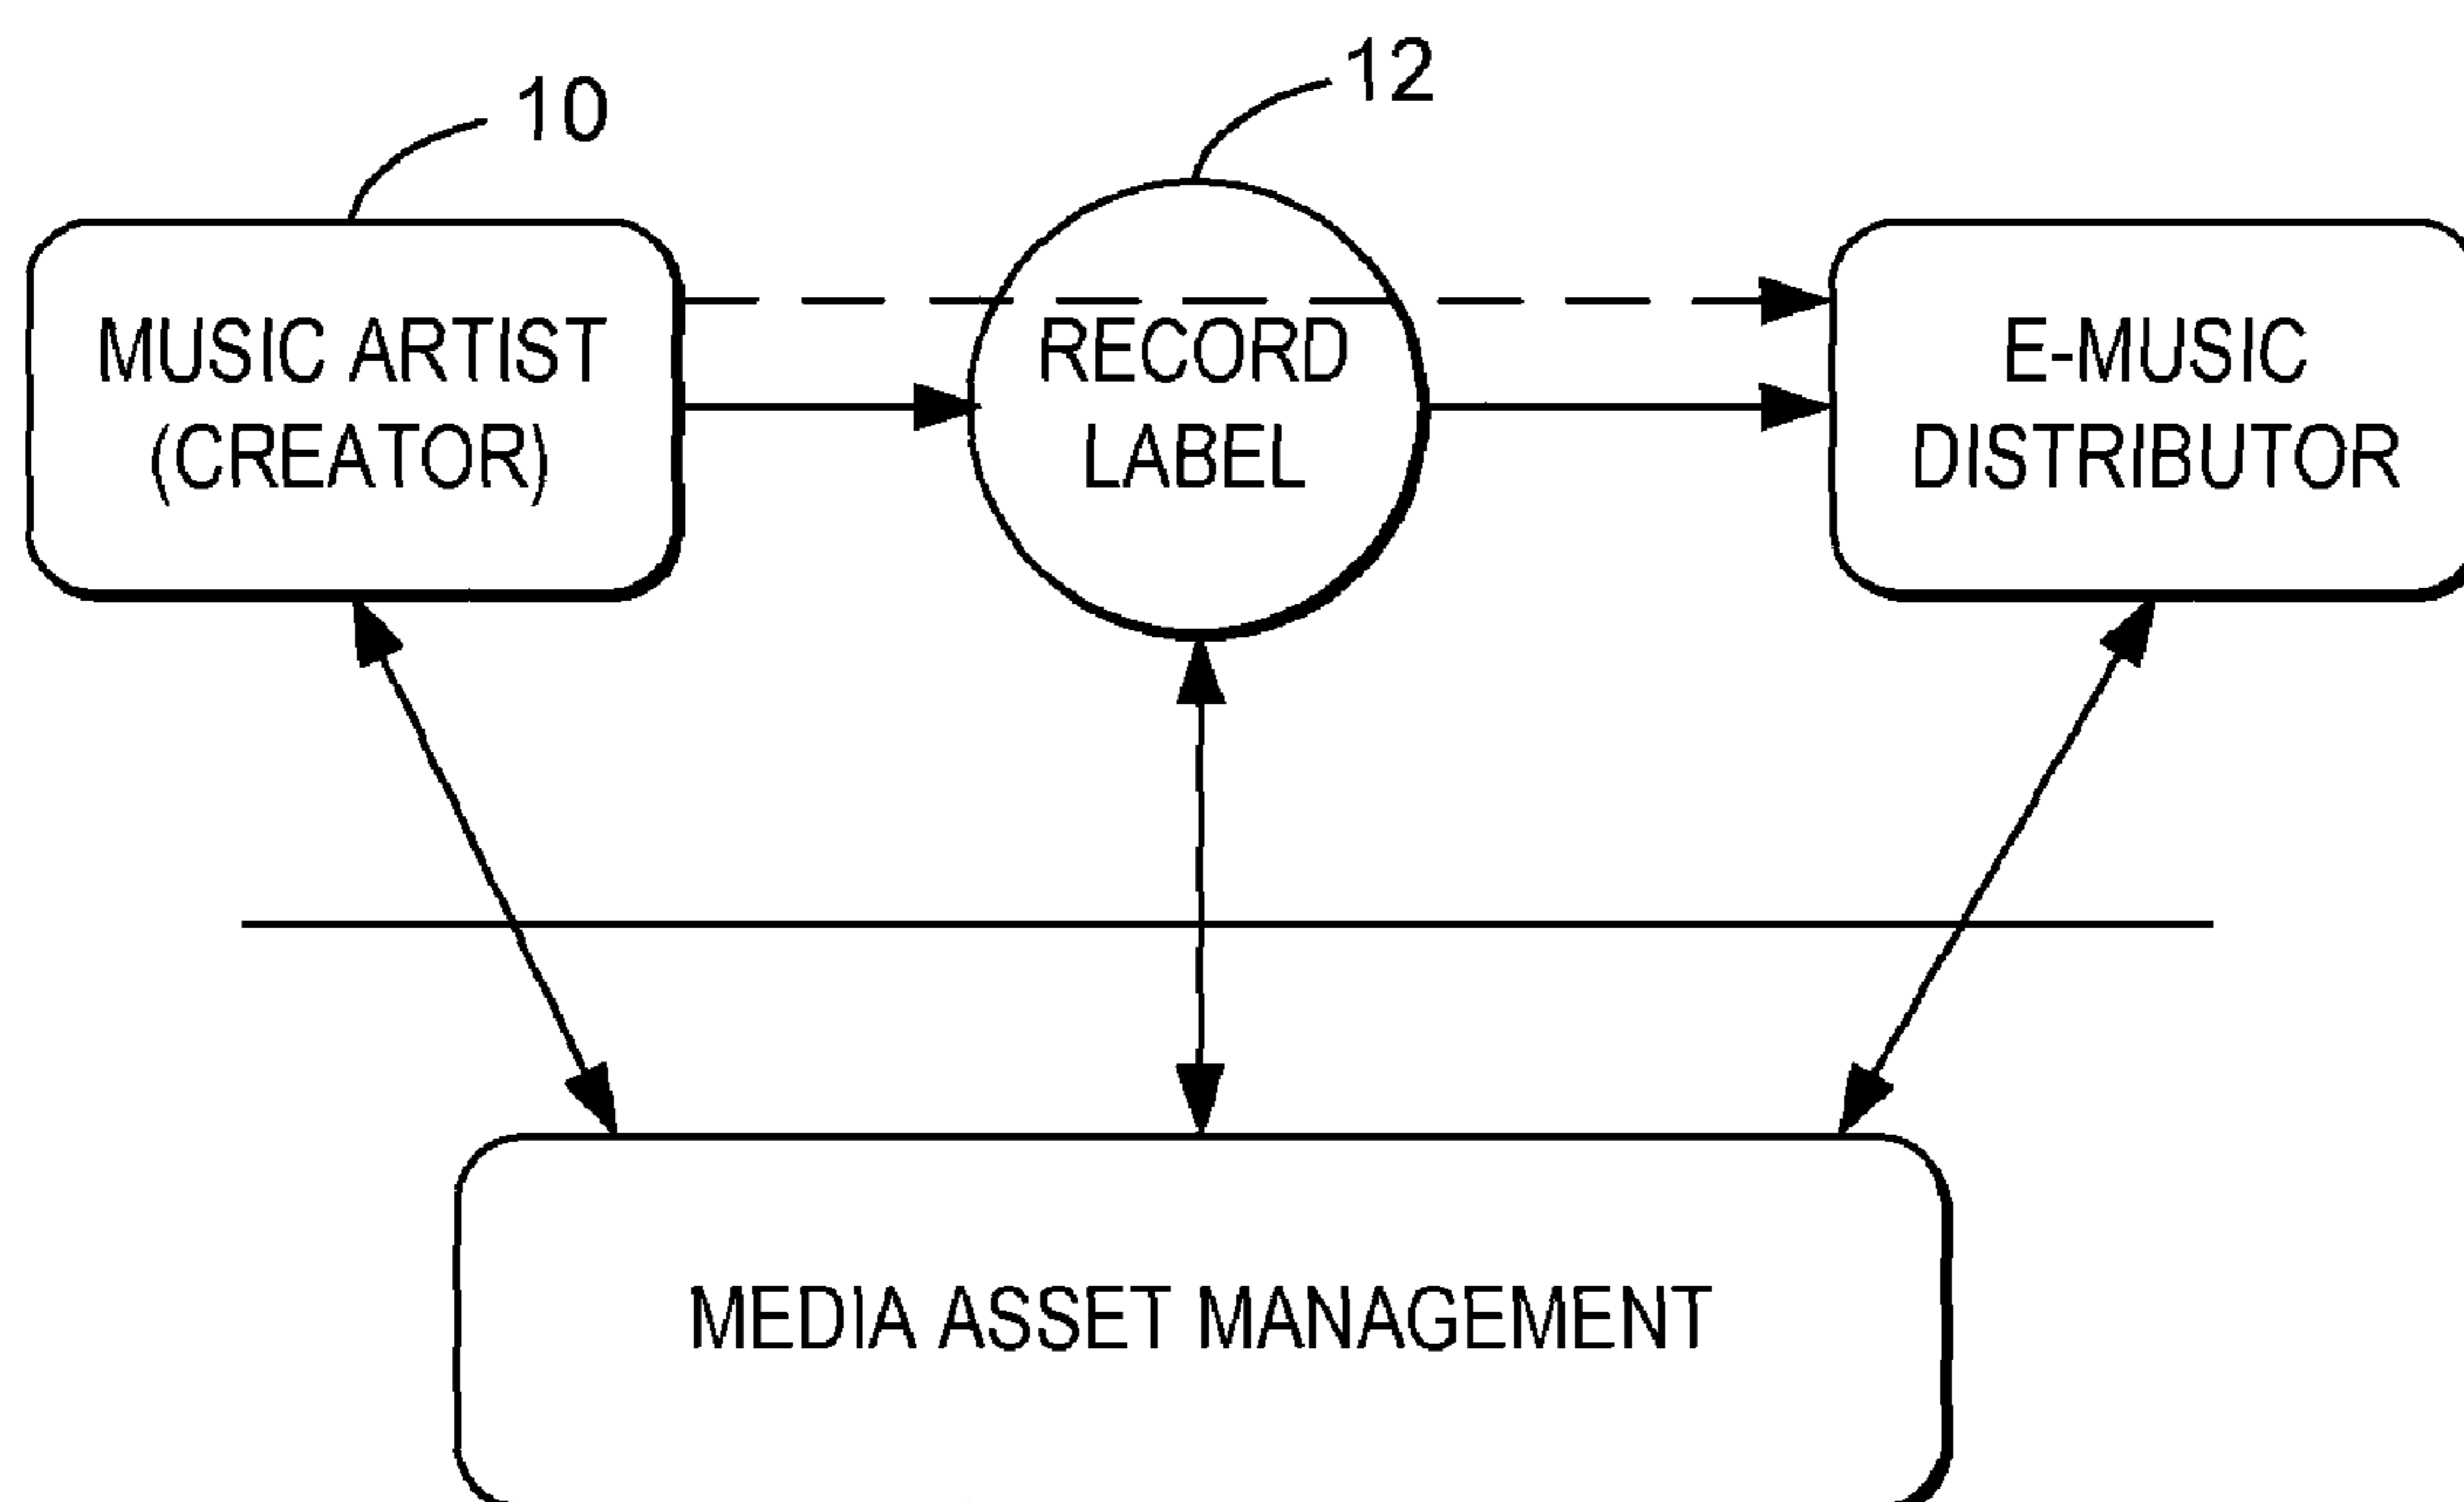 10
12
MUSIC ARTIST
(CREATOR)
RECORD
LABEL
E-MUSIC
DISTRIBUTOR
MEDIA ASSET MANAGEMENT